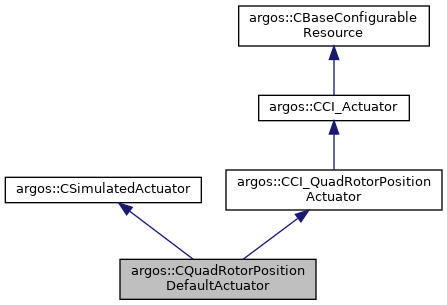 argos::CBaseConfigurable
Resource
argos::CCI_Actuator
argos::CSimulatedActuator
argos::CCI_QuadRotorPosition
Actuator
argos::CQuadRotorPosition
DefaultActuator